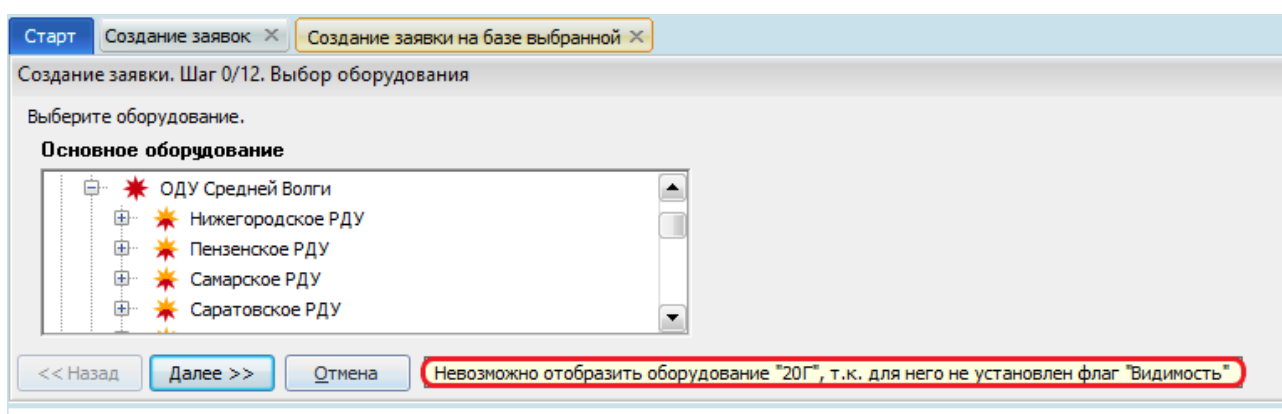 Старт Создание заявок Создание заявки на базе выбранной
Создание заявки. Шаг 0/12. Выбор оборудования
Выберите оборудование.
Основное оборудование
ОДУ Средней Волги
Нижегородское РДУ
Пензенское РДУ
Самарское РДУ
Саратовское РДУ
<< Назад Далее >> Отмена Невозможно отобразить оборудование "20Г", т.к. для него не установлен флаг "Видимость"